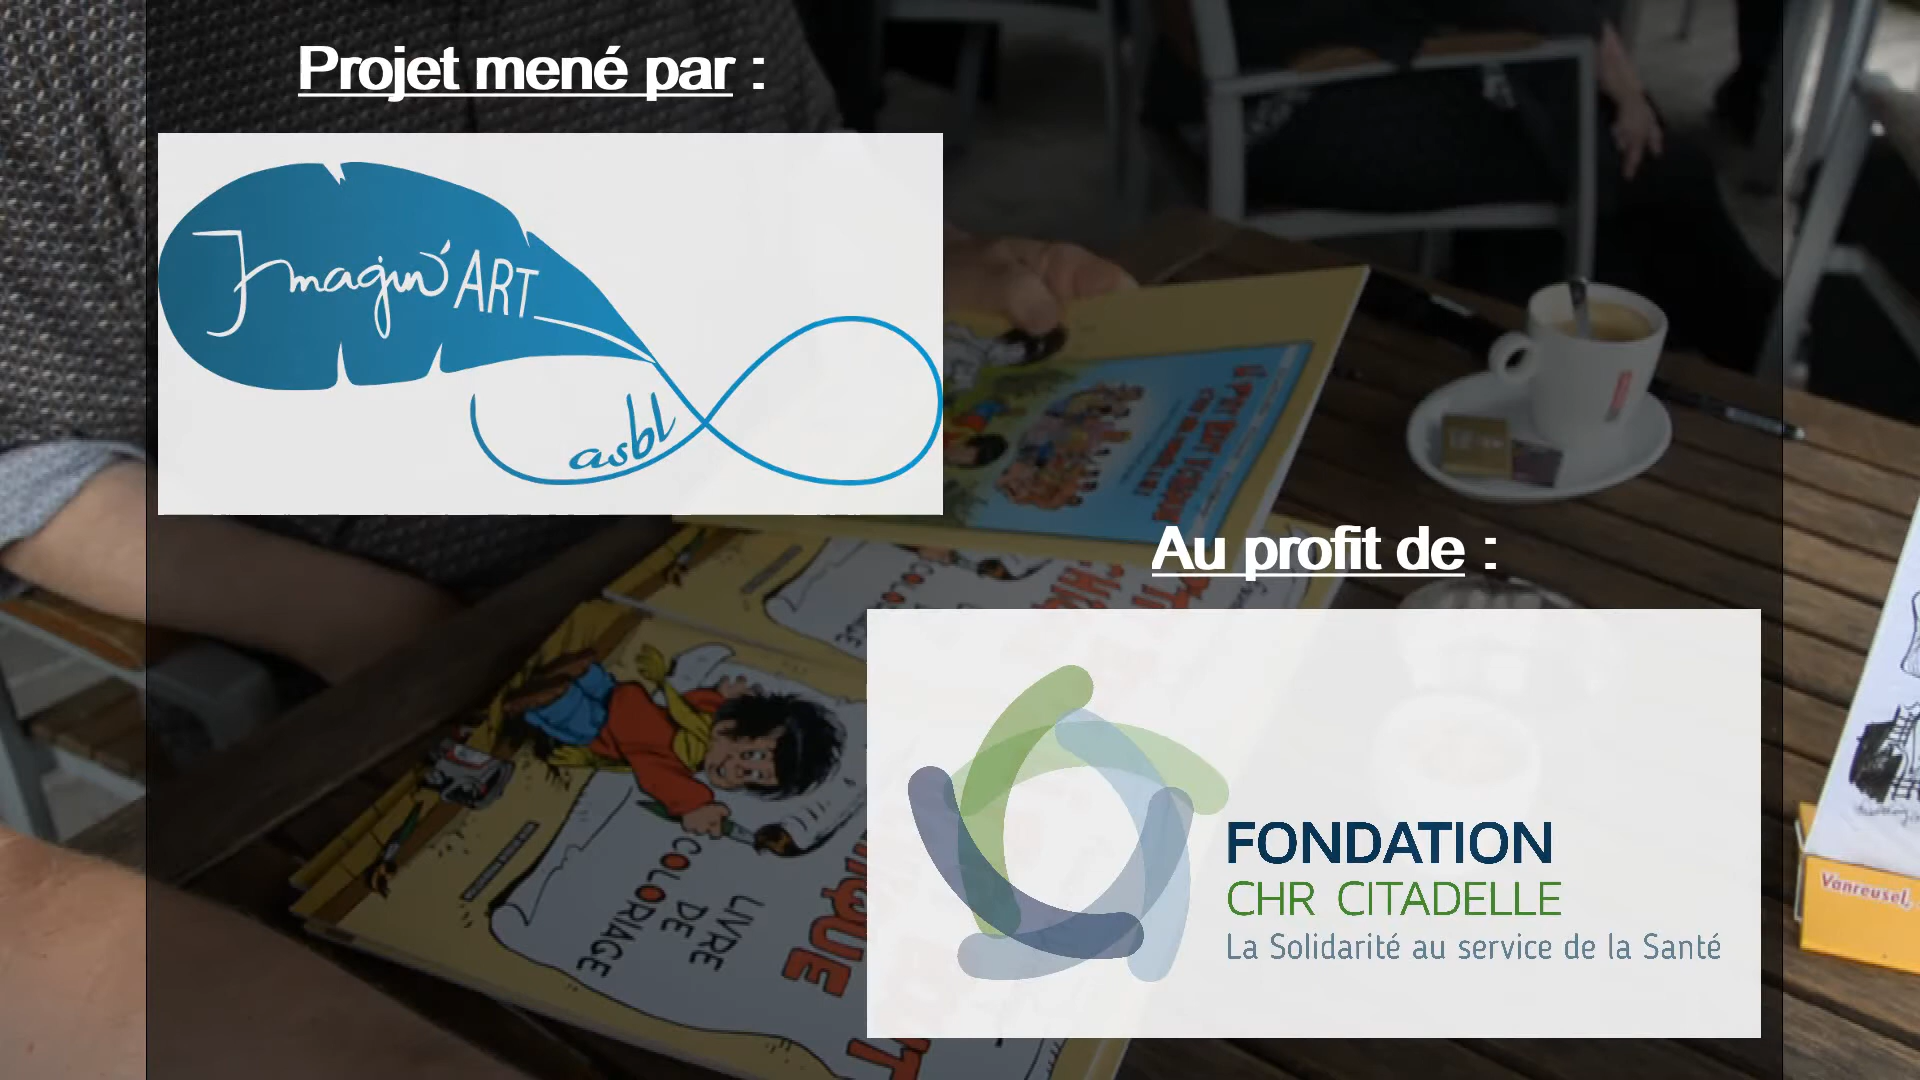 Projet mené par :
Imagin'ART
asbl
Au profit de :
FONDATION
CHR CITADELLE
La Solidarité au service de la Santé
LIVRE
DE
COLORIAGE
Vanreusel,